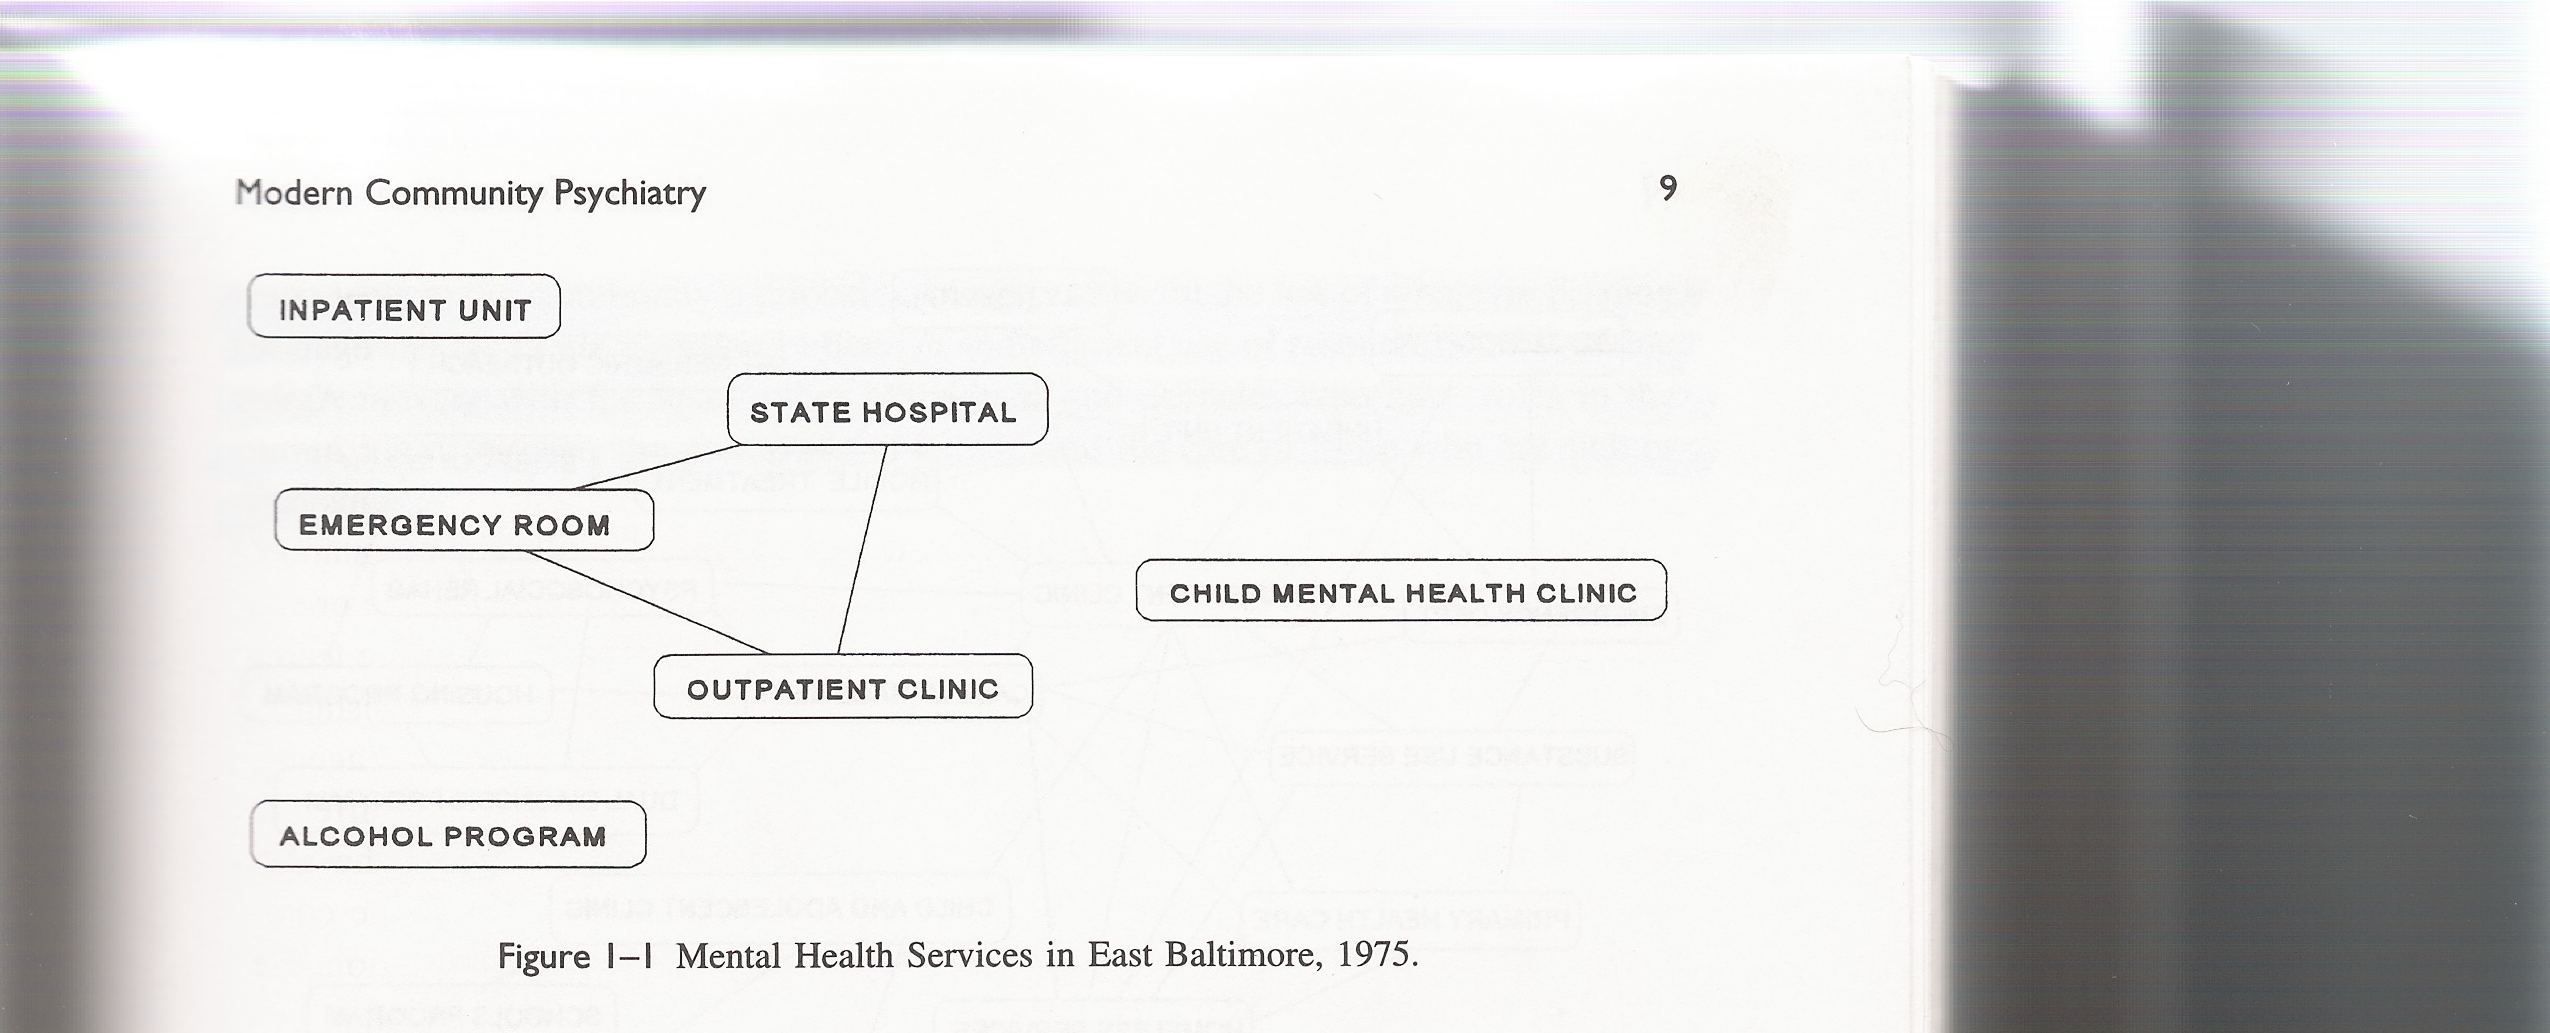 Modern Community Psychiatry 9
INPATIENT UNIT
STATE HOSPITAL
EMERGENCY ROOM
CHILD MENTAL HEALTH CLINIC
OUTPATIENT CLINIC
ALCOHOL PROGRAM
Figure 1–1 Mental Health Services in East Baltimore, 1975.